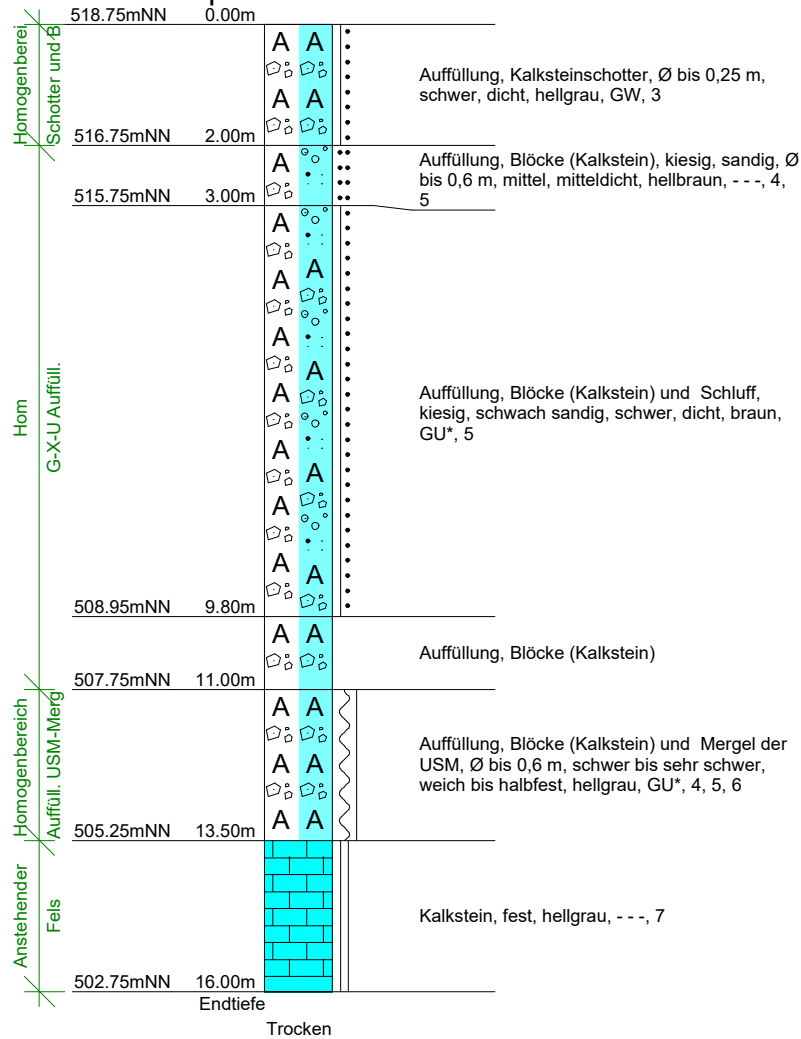 518.75mNN 0.00m
Homogenberei
Schotter und B
A A
A A
Auffüllung, Kalksteinschotter, Ø bis 0,25 m,
schwer, dicht, hellgrau, GW, 3
516.75mNN 2.00m
A
Auffüllung, Blöcke (Kalkstein), kiesig, sandig, Ø
bis 0,6 m, mittel, mitteldicht, hellbraun, - - -, 4,
5
515.75mNN 3.00m
Hom
G-X-U Auffüll.
A
A
A
A
A
A
A
A
A
A
A
Auffüllung, Blöcke (Kalkstein) und Schluff,
kiesig, schwach sandig, schwer, dicht, braun,
GU*, 5
508.95mNN 9.80m
A A
Auffüllung, Blöcke (Kalkstein)
507.75mNN 11.00m
Homogenbereich
Auffüll. USM-Merg
A A
A A
A A
Auffüllung, Blöcke (Kalkstein) und Mergel der
USM, Ø bis 0,6 m, schwer bis sehr schwer,
weich bis halbfest, hellgrau, GU*, 4, 5, 6
505.25mNN 13.50m
Anstehender
Fels
Kalkstein, fest, hellgrau, - - -, 7
502.75mNN 16.00m
Endtiefe
Trocken